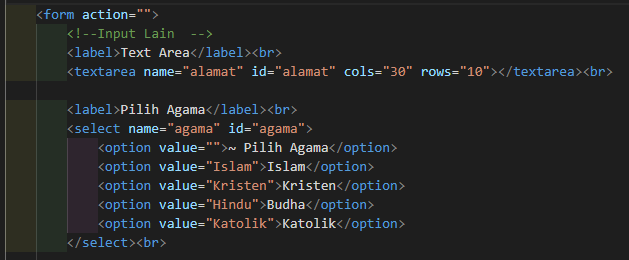 <form action="">
<!--Input Lain  -->
<label>Text Area</label><br>
<textarea name="alamat" id="alamat" cols="30" rows="10"></textarea><br>
<label>Pilih Agama</label><br>
<select name="agama" id="agama">
<option value="">~ Pilih Agama</option>
<option value="Islam">Islam</option>
<option value="Kristen">Kristen</option>
<option value="Hindu">Budha</option>
<option value="Katolik">Katolik</option>
</select><br>